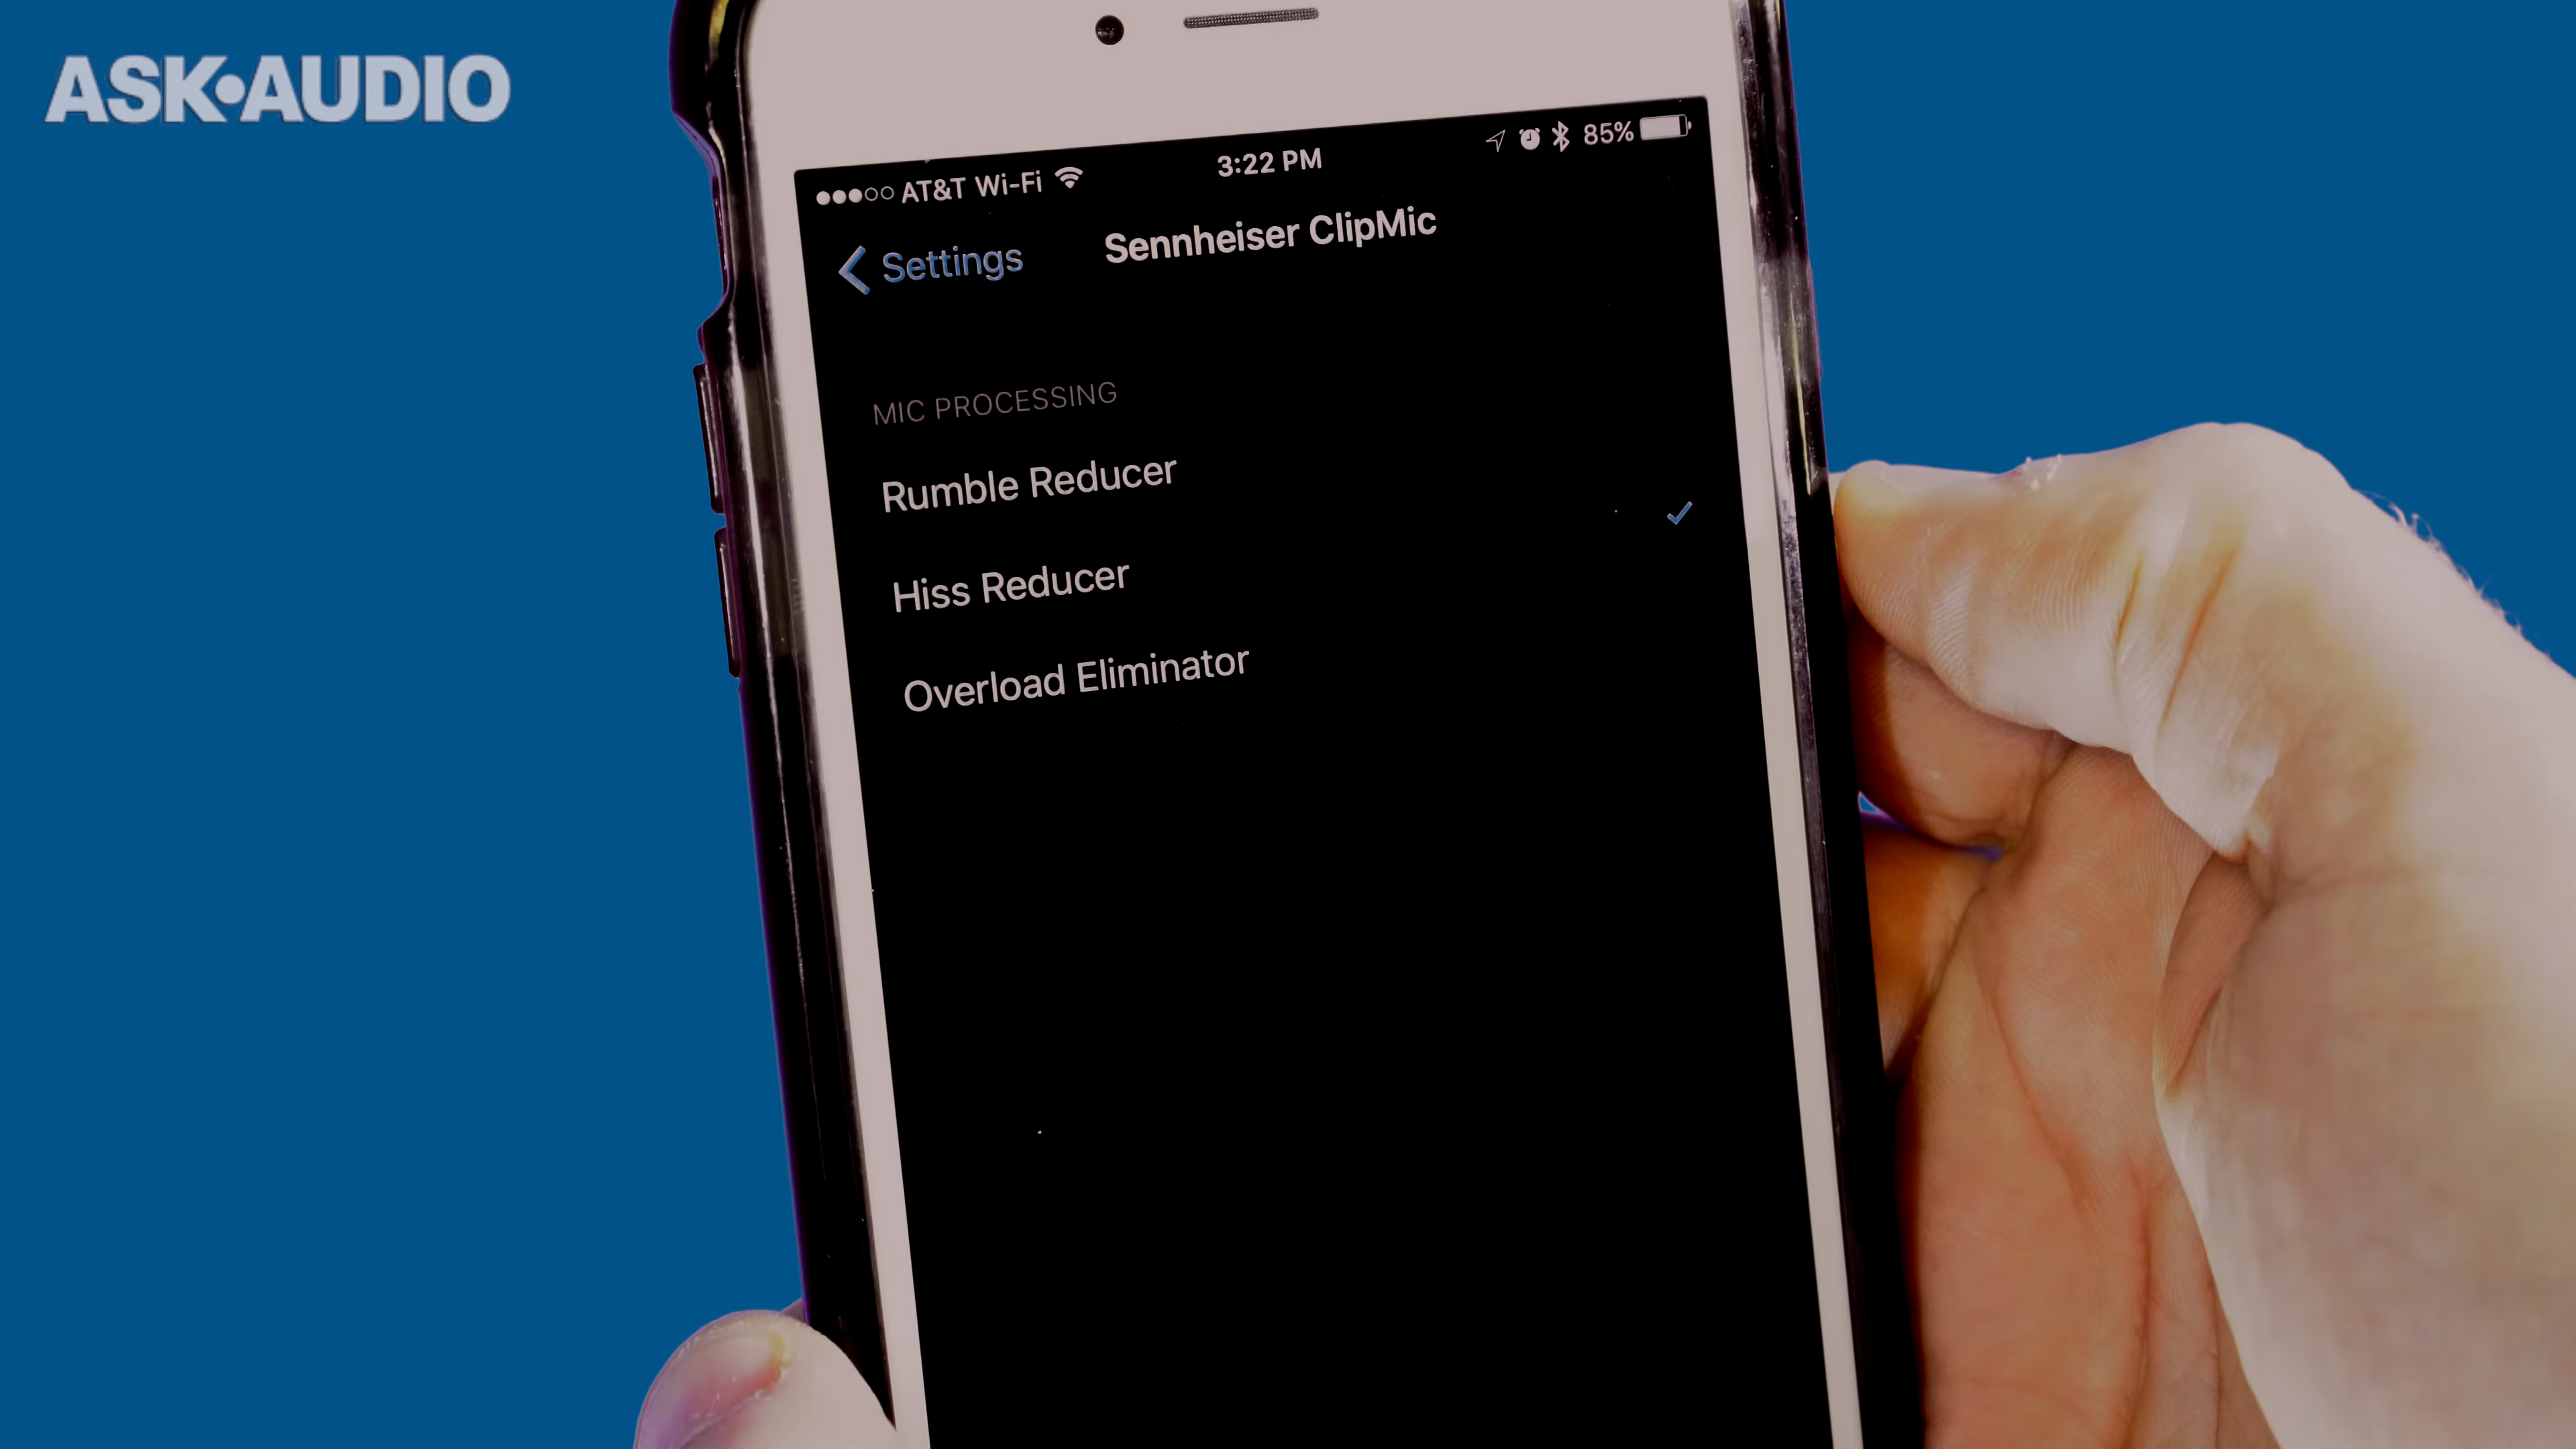 ASK•AUDIO
●●●○○ AT&T Wi-Fi 3:22 PM 85%
Settings Sennheiser ClipMic
MIC PROCESSING
Rumble Reducer
Hiss Reducer
Overload Eliminator